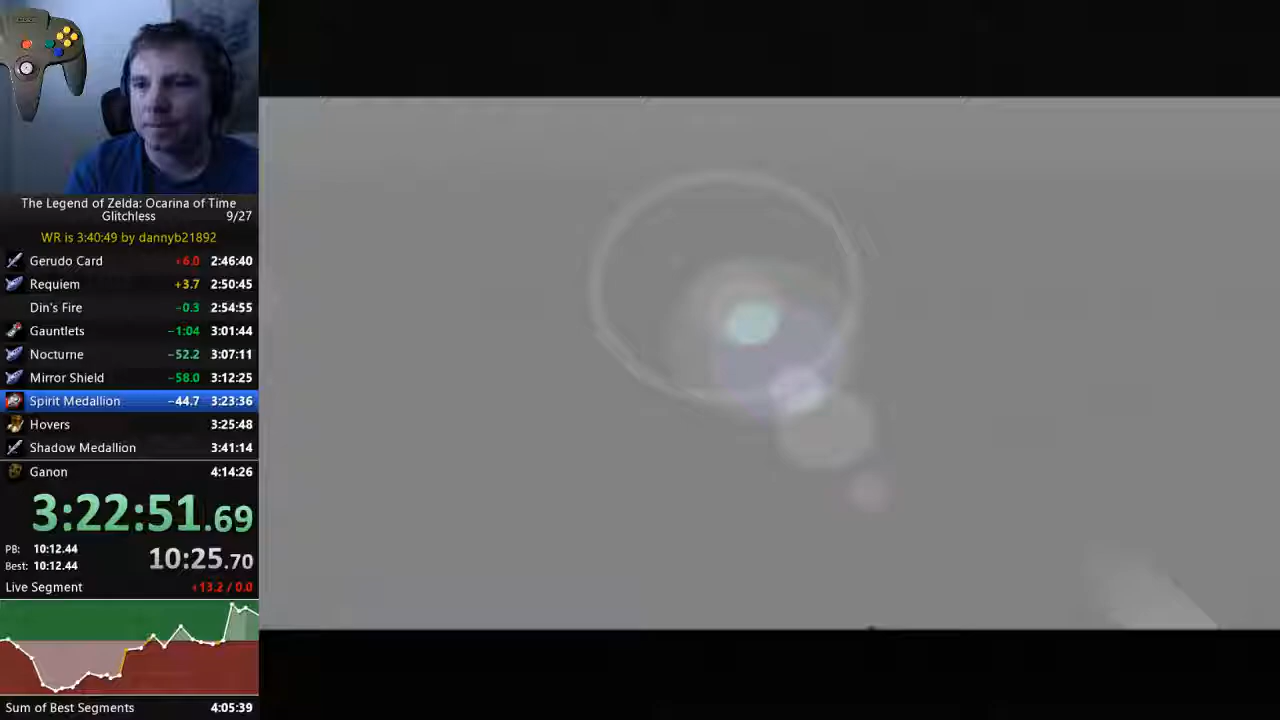 The Legend of Zelda: Ocarina of Time
Glitchless 9/27
WR is 3:40:49 by dannyb21892
Gerudo Card +6.0 2:46:40
Requiem +3.7 2:50:45
Din's Fire -0.3 2:54:55
Gauntlets -1:04 3:01:44
Nocturne -52.2 3:07:11
Mirror Shield -58.0 3:12:25
Spirit Medallion -44.7 3:23:36
Hovers 3:25:48
Shadow Medallion 3:41:14
Ganon 4:14:26
3:22:51.69
PB: 10:12.44
Best: 10:12.44
10:25.70
Live Segment +13.2 / 0.0
Sum of Best Segments 4:05:39